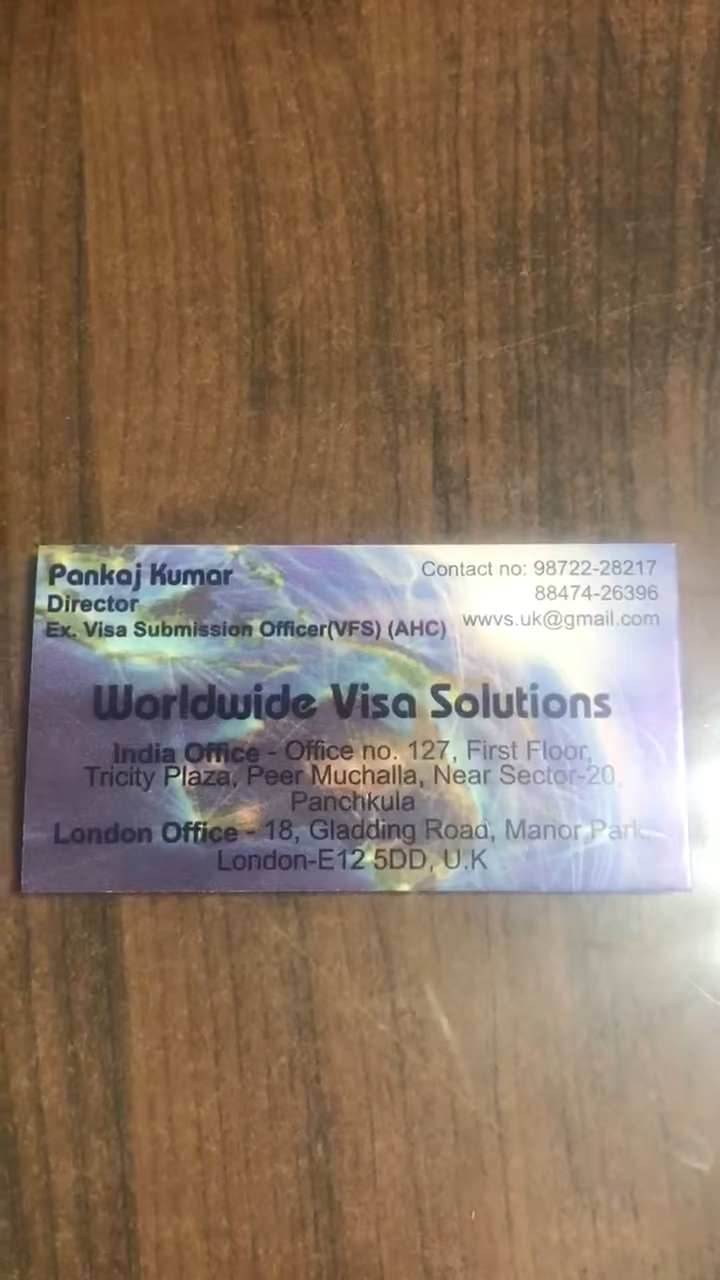 Pankaj Kumar
Director
Ex. Visa Submission Officer(VFS) (AHC)
Contact no: 98722-28217
88474-26396
wwvs.uk@gmail.com
Worldwide Visa Solutions
India Office - Office no. 127, First Floor,
Tricity Plaza, Peer Muchalla, Near Sector-20,
Panchkula
London Office - 18, Gladding Road, Manor Park,
London-E12 5DD, U.K